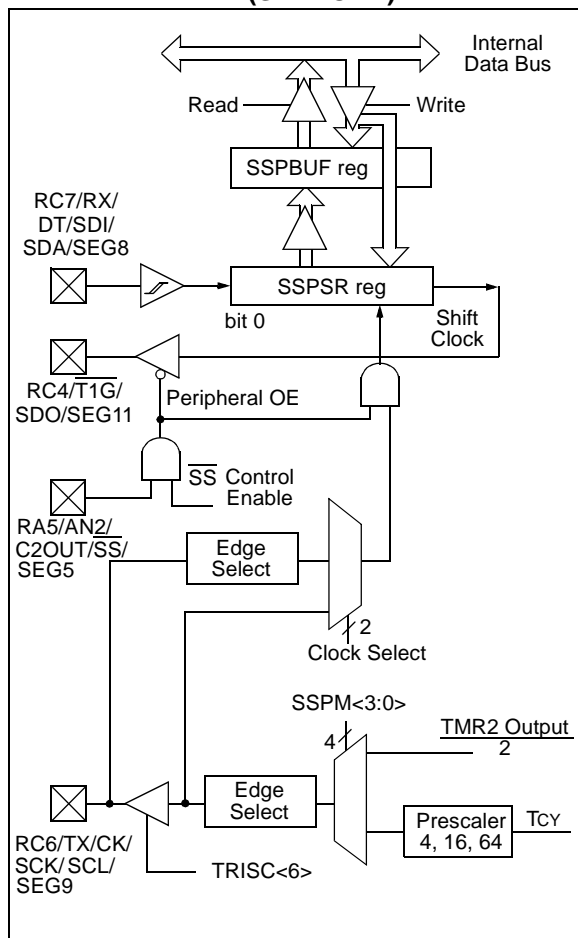 Internal
Data Bus
Read
Write
SSPBUF reg
RC7/RX/
DT/SDI/
SDA/SEG8
SSPSR reg
bit 0
Shift
Clock
RC4/T1G/
SDO/SEG11
Peripheral OE
SS Control
Enable
RA5/AN2/
C2OUT/SS/
SEG5
Edge
Select
2
Clock Select
SSPM<3:0>
4
TMR2 Output
2
Edge
Select
Prescaler
4, 16, 64
TCY
RC6/TX/CK/
SCK/SCL/
SEG9
TRISC<6>